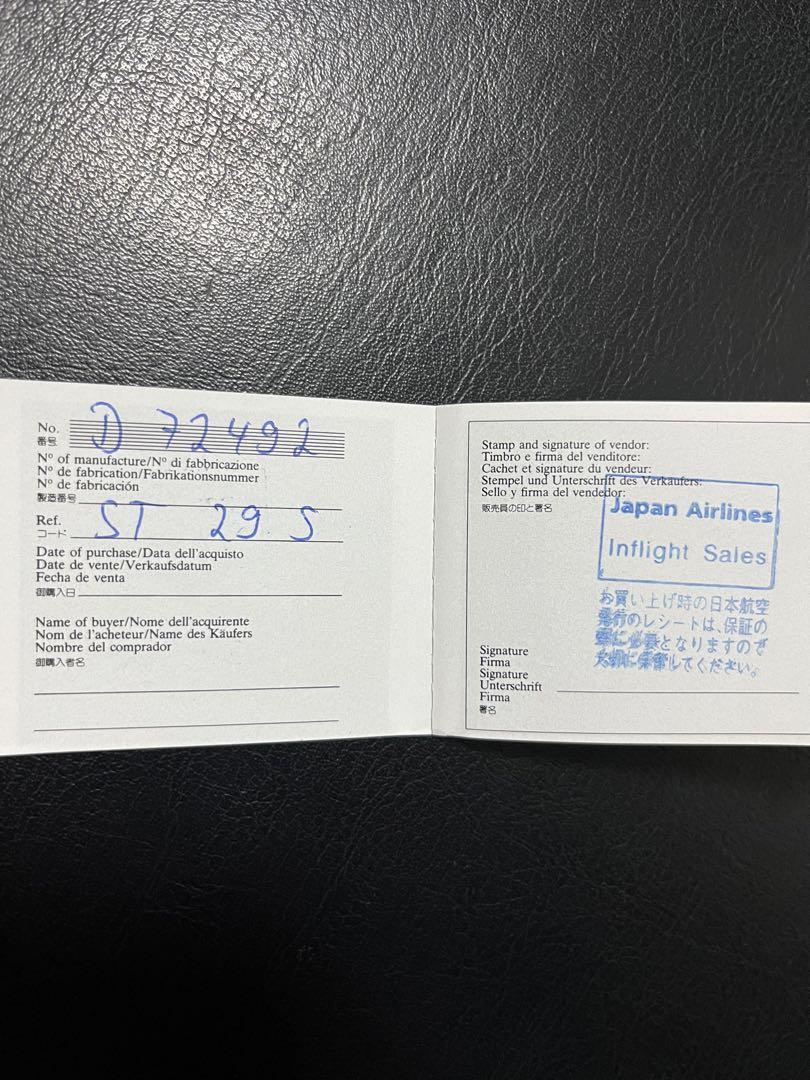 No. D 72492
番号
Nº of manufacture/Nº di fabbricazione
Nº de fabrication/Fabrikationsnummer
Nº de fabricación
製造番号
Ref. ST 29 S
コード
Date of purchase/Data dell'acquisto
Date de vente/Verkaufsdatum
Fecha de venta
御購入日
Name of buyer/Nome dell'acquirente
Nom de l'acheteur/Name des Käufers
Nombre del comprador
御購入者名
Stamp and signature of vendor:
Timbro e firma del venditore:
Cachet et signature du vendeur:
Stempel und Unterschrift des Verkäufers:
Sello y firma del vendedor:
販売員の印と署名
Japan Airlines
Inflight Sales
お買い上げ時の日本航空
発行のレシートは、保証の
際に必要となりますので
大切に保管してください。
Signature
Firma
Signature
Unterschrift
Firma
署名